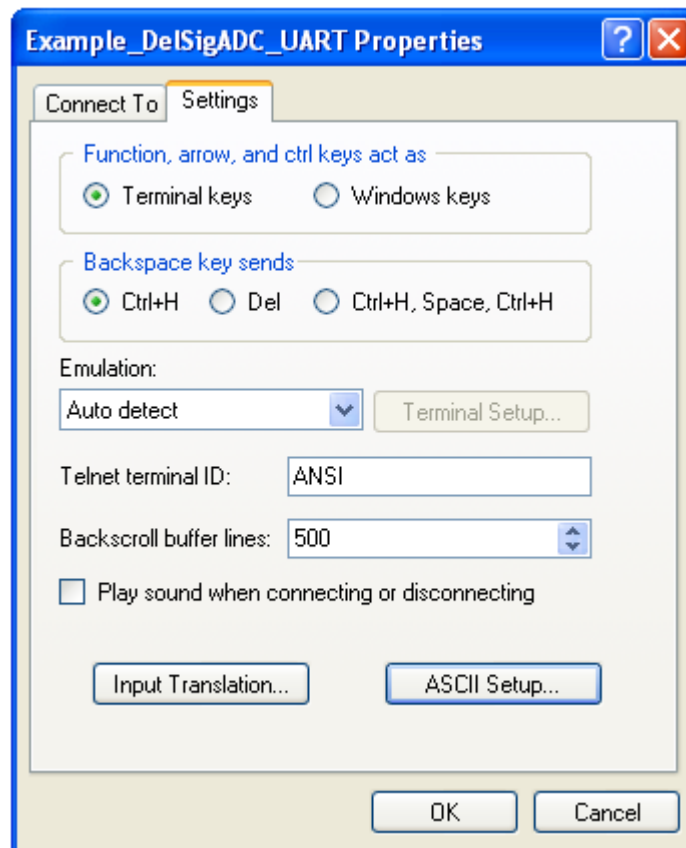 Example_DelSigADC_UART Properties
Connect To Settings
Function, arrow, and ctrl keys act as
Terminal keys Windows keys
Backspace key sends
Ctrl+H Del Ctrl+H, Space, Ctrl+H
Emulation:
Auto detect Terminal Setup...
Telnet terminal ID: ANSI
Backscroll buffer lines: 500
Play sound when connecting or disconnecting
Input Translation... ASCII Setup...
OK Cancel